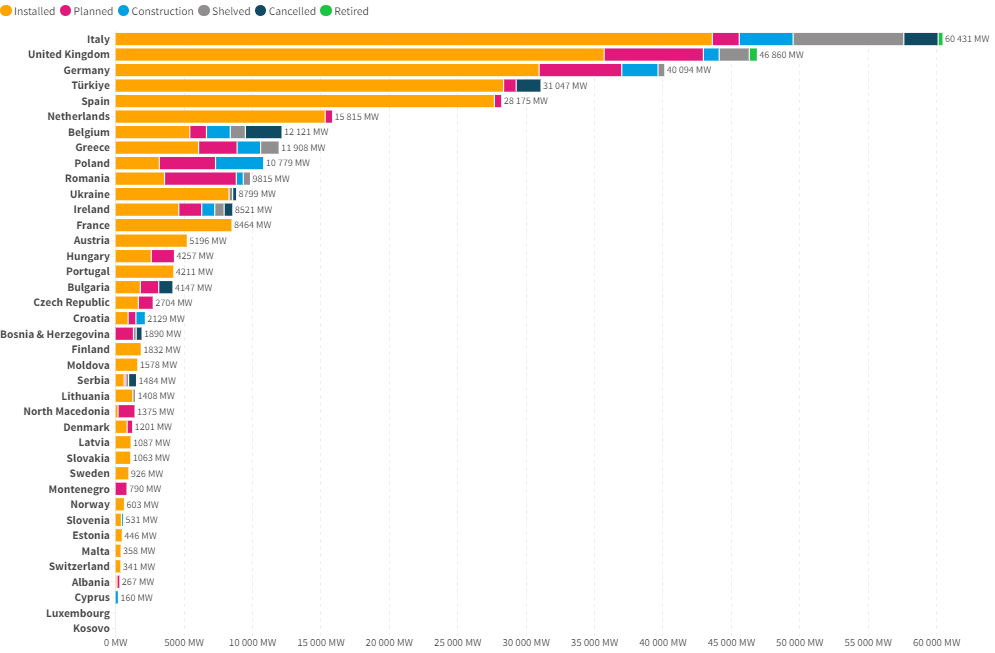 Installed Planned Construction Shelved Cancelled Retired
Italy 60 431 MW
United Kingdom 46 860 MW
Germany 40 094 MW
Türkiye 31 047 MW
Spain 28 175 MW
Netherlands 15 815 MW
Belgium 12 121 MW
Greece 11 908 MW
Poland 10 779 MW
Romania 9815 MW
Ukraine 8799 MW
Ireland 8521 MW
France 8464 MW
Austria 5196 MW
Hungary 4257 MW
Portugal 4211 MW
Bulgaria 4147 MW
Czech Republic 2704 MW
Croatia 2129 MW
Bosnia & Herzegovina 1890 MW
Finland 1832 MW
Moldova 1578 MW
Serbia 1484 MW
Lithuania 1408 MW
North Macedonia 1375 MW
Denmark 1201 MW
Latvia 1087 MW
Slovakia 1063 MW
Sweden 926 MW
Montenegro 790 MW
Norway 603 MW
Slovenia 531 MW
Estonia 446 MW
Malta 358 MW
Switzerland 341 MW
Albania 267 MW
Cyprus 160 MW
Luxembourg
Kosovo
0 MW 5000 MW 10 000 MW 15 000 MW 20 000 MW 25 000 MW 30 000 MW 35 000 MW 40 000 MW 45 000 MW 50 000 MW 55 000 MW 60 000 MW